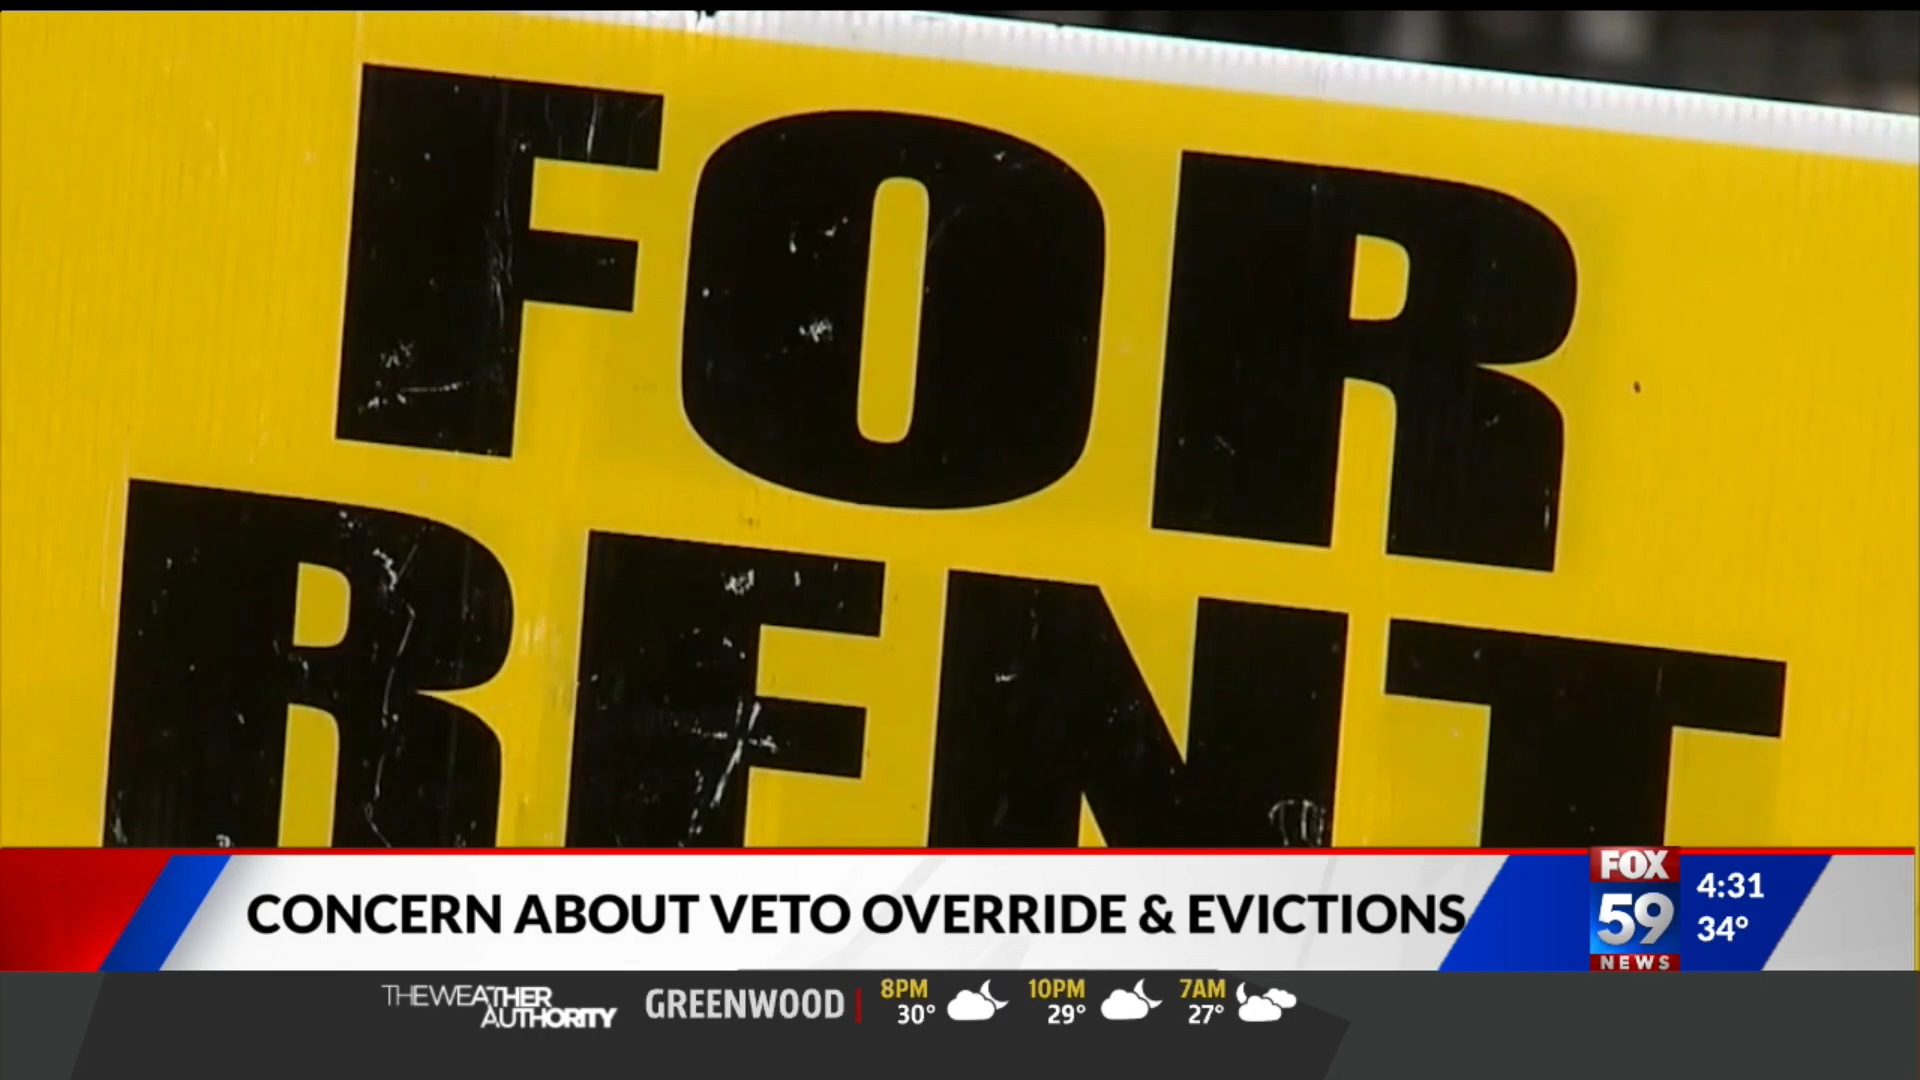 FOR
RENT
CONCERN ABOUT VETO OVERRIDE & EVICTIONS
FOX
59
NEWS
4:31
34°
THE WEATHER
AUTHORITY
GREENWOOD
8PM
30°
10PM
29°
7AM
27°